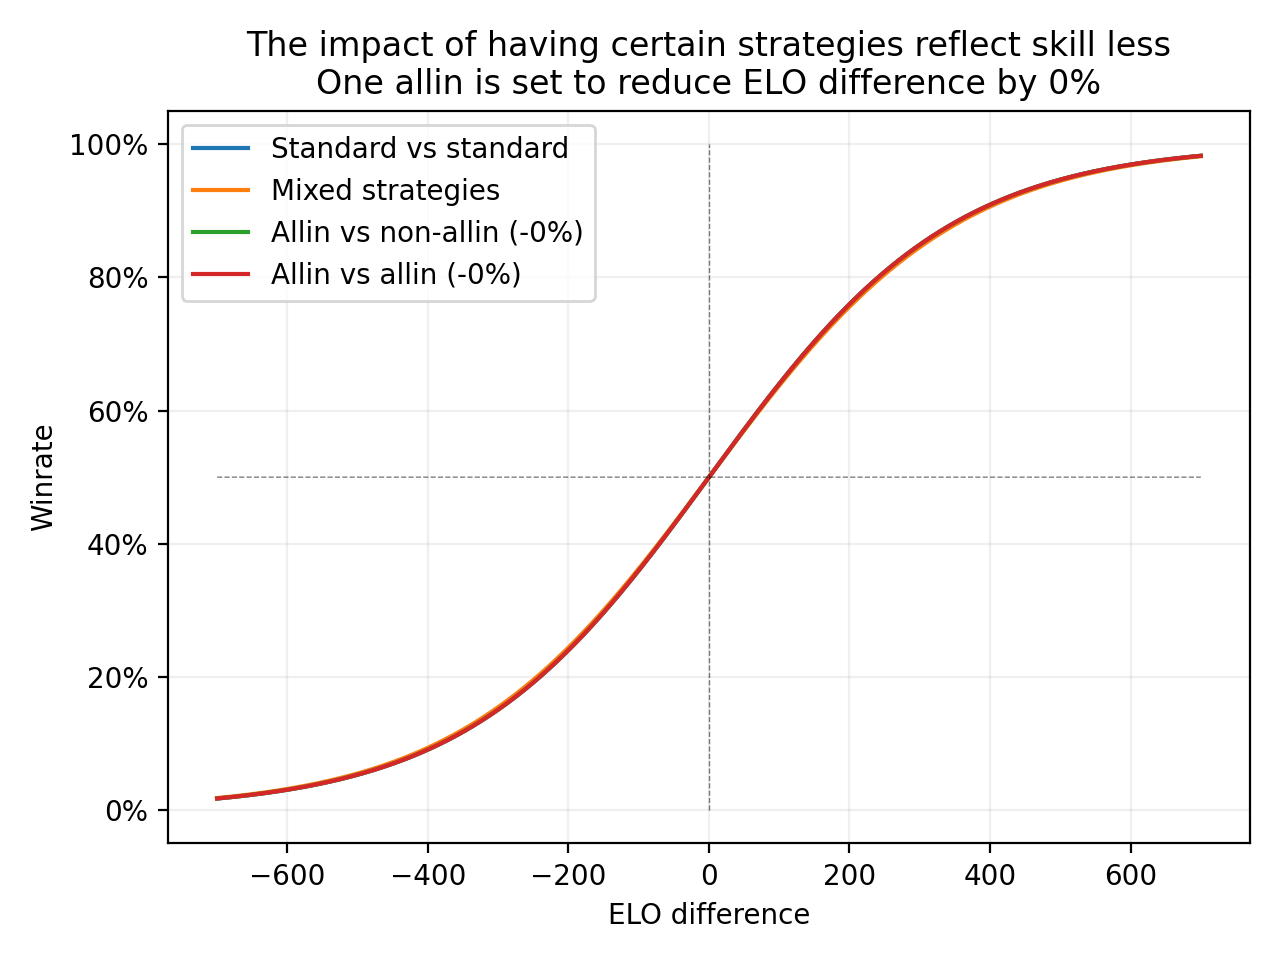 The impact of having certain strategies reflect skill less
One allin is set to reduce ELO difference by 0%
100%
80%
60%
40%
20%
0%
Winrate
Standard vs standard
Mixed strategies
Allin vs non-allin (-0%)
Allin vs allin (-0%)
−600
−400
−200
0
200
400
600
ELO difference